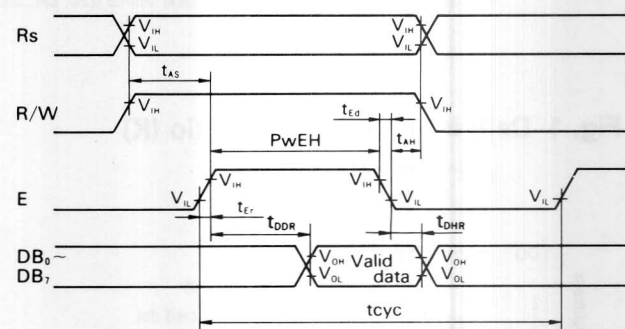 Rs
VIH
VIL
VIH
VIL
tAS
R/W
VIH
VIH
tEd
tAH
PwEH
E
VIL
VIH
VIH
VIL
VIL
tEr
tDDR
tDHR
DB0~
DB7
VOH
VOL
Valid
data
VOH
VOL
tcyc